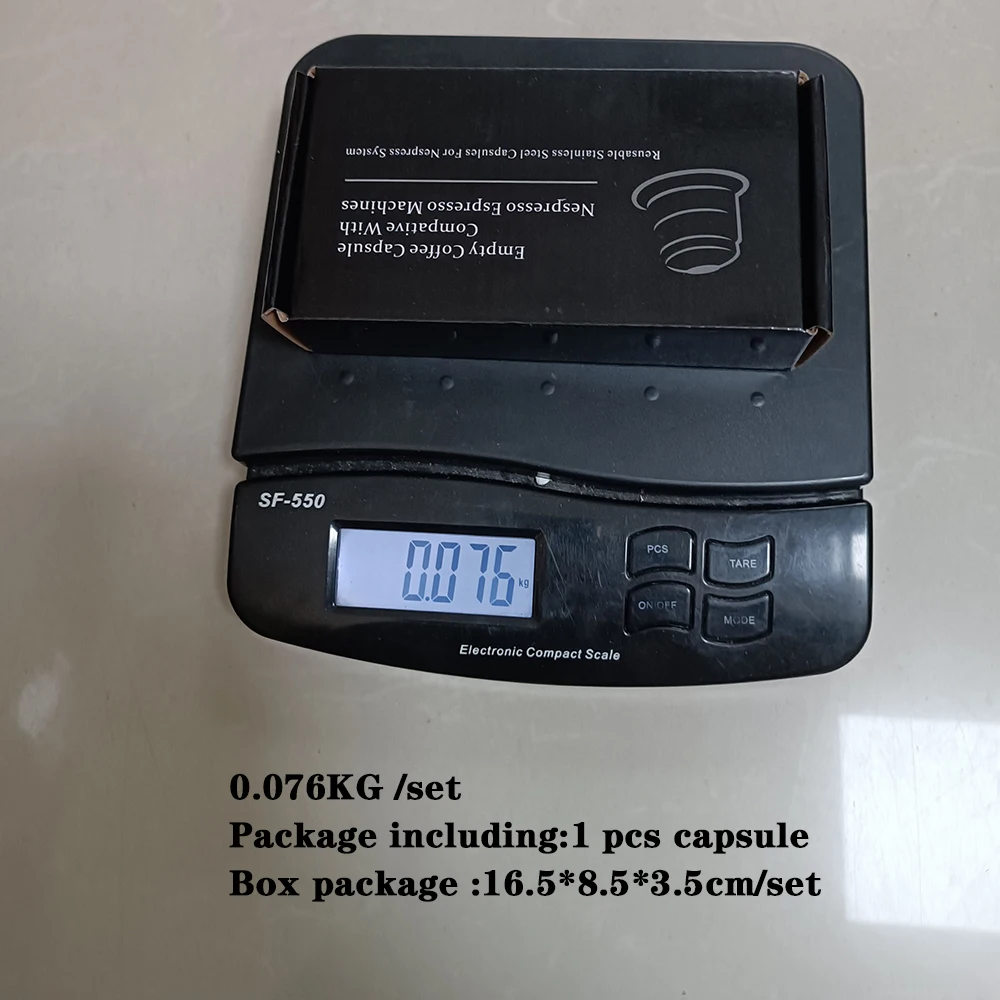 Empty Coffee Capsule
Compative With
Nespresso Espresso Machines
Reusable Stainless Steel Capsules For Nespress System
SF-550
0.076 kg
PCS
TARE
ON/OFF
MODE
Electronic Compact Scale
0.076KG /set
Package including:1 pcs capsule
Box package :16.5*8.5*3.5cm/set